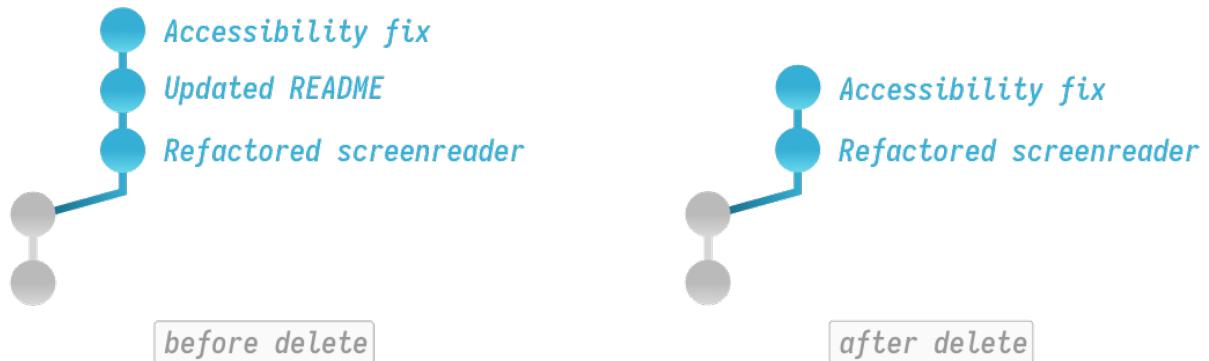 Accessibility fix
Updated README
Refactored screenreader
before delete
Accessibility fix
Refactored screenreader
after delete